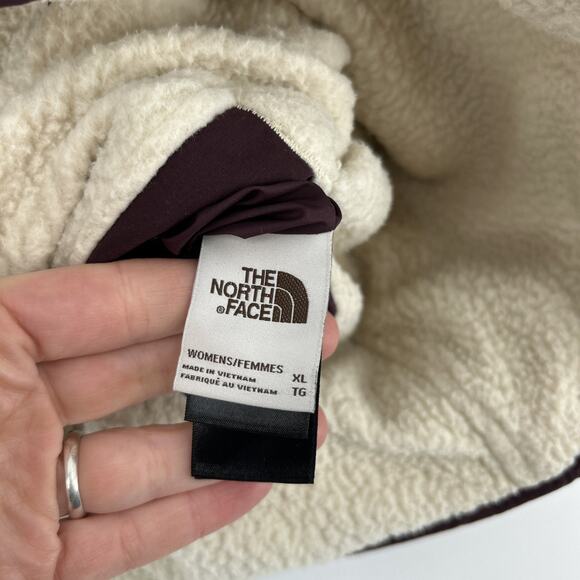 THE
NORTH
®FACE
WOMENS/FEMMES XL
MADE IN VIETNAM
FABRIQUÉ AU VIETNAM TG